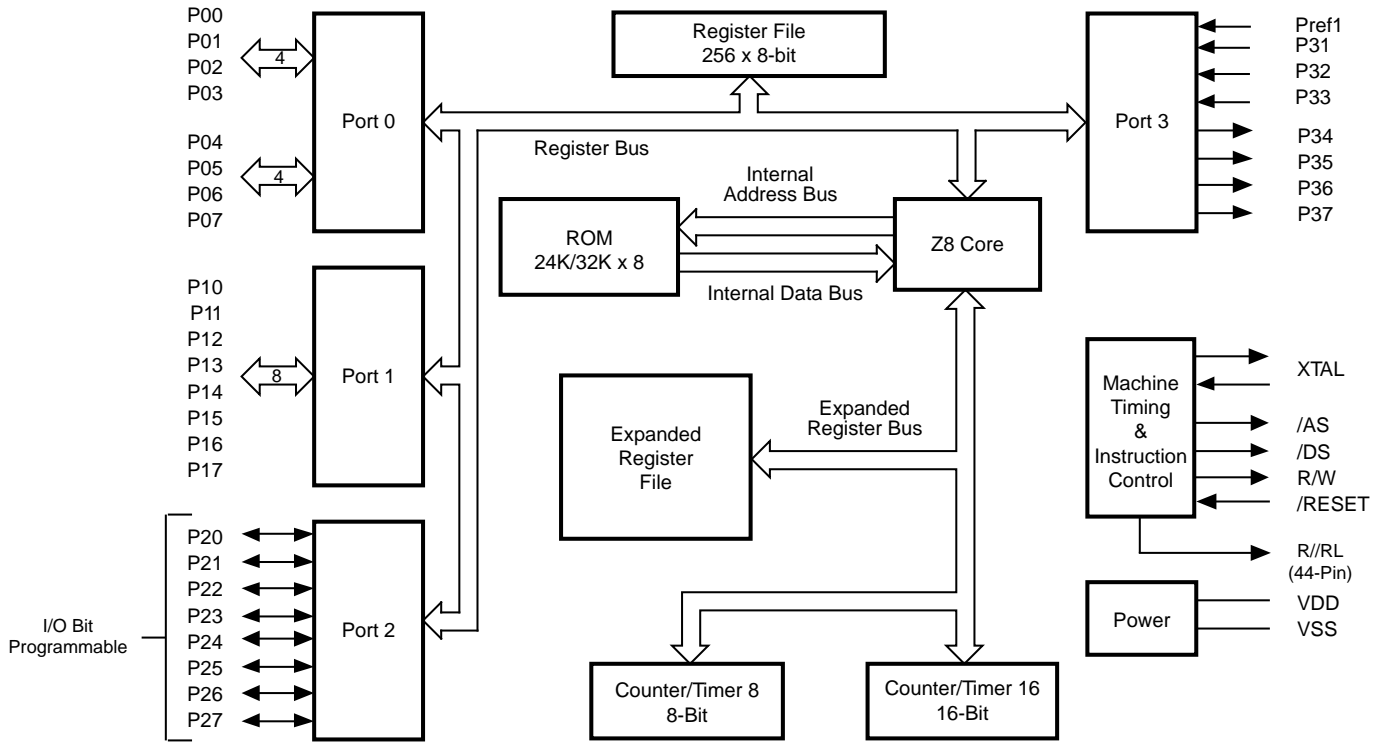 P00
P01
P02
P03
4
P04
P05
P06
P07
4
Port 0
P10
P11
P12
P13
P14
P15
P16
P17
8
Port 1
I/O Bit
Programmable
P20
P21
P22
P23
P24
P25
P26
P27
Port 2
Register File
256 x 8-bit
Register Bus
Internal
Address Bus
ROM
24K/32K x 8
Internal Data Bus
Z8 Core
Expanded
Register
File
Expanded
Register Bus
Counter/Timer 8
8-Bit
Counter/Timer 16
16-Bit
Port 3
Pref1
P31
P32
P33
P34
P35
P36
P37
Machine
Timing
&
Instruction
Control
XTAL
/AS
/DS
R/W
/RESET
R//RL
(44-Pin)
Power
VDD
VSS